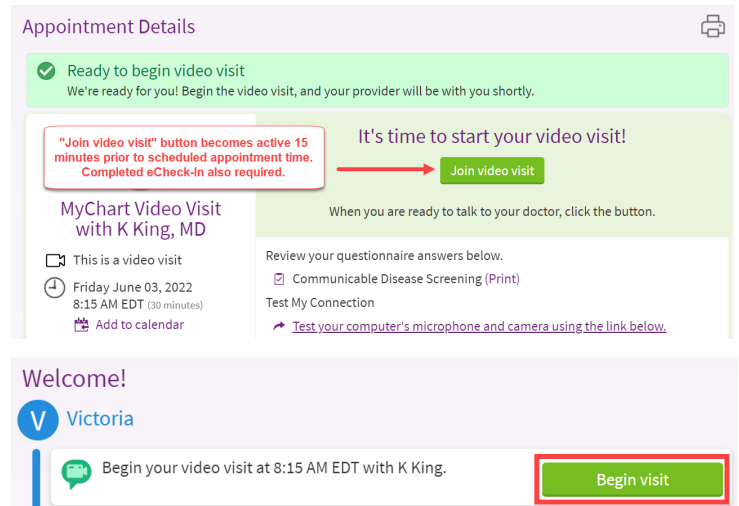 Appointment Details
Ready to begin video visit
We're ready for you! Begin the video visit, and your provider will be with you shortly.
"Join video visit" button becomes active 15
minutes prior to scheduled appointment time.
Completed eCheck-In also required.
It's time to start your video visit!
Join video visit
When you are ready to talk to your doctor, click the button.
MyChart Video Visit
with K King, MD
This is a video visit
Friday June 03, 2022
8:15 AM EDT (30 minutes)
Add to calendar
Review your questionnaire answers below.
Communicable Disease Screening (Print)
Test My Connection
Test your computer's microphone and camera using the link below.
Welcome!
V
Victoria
Begin your video visit at 8:15 AM EDT with K King.
Begin visit